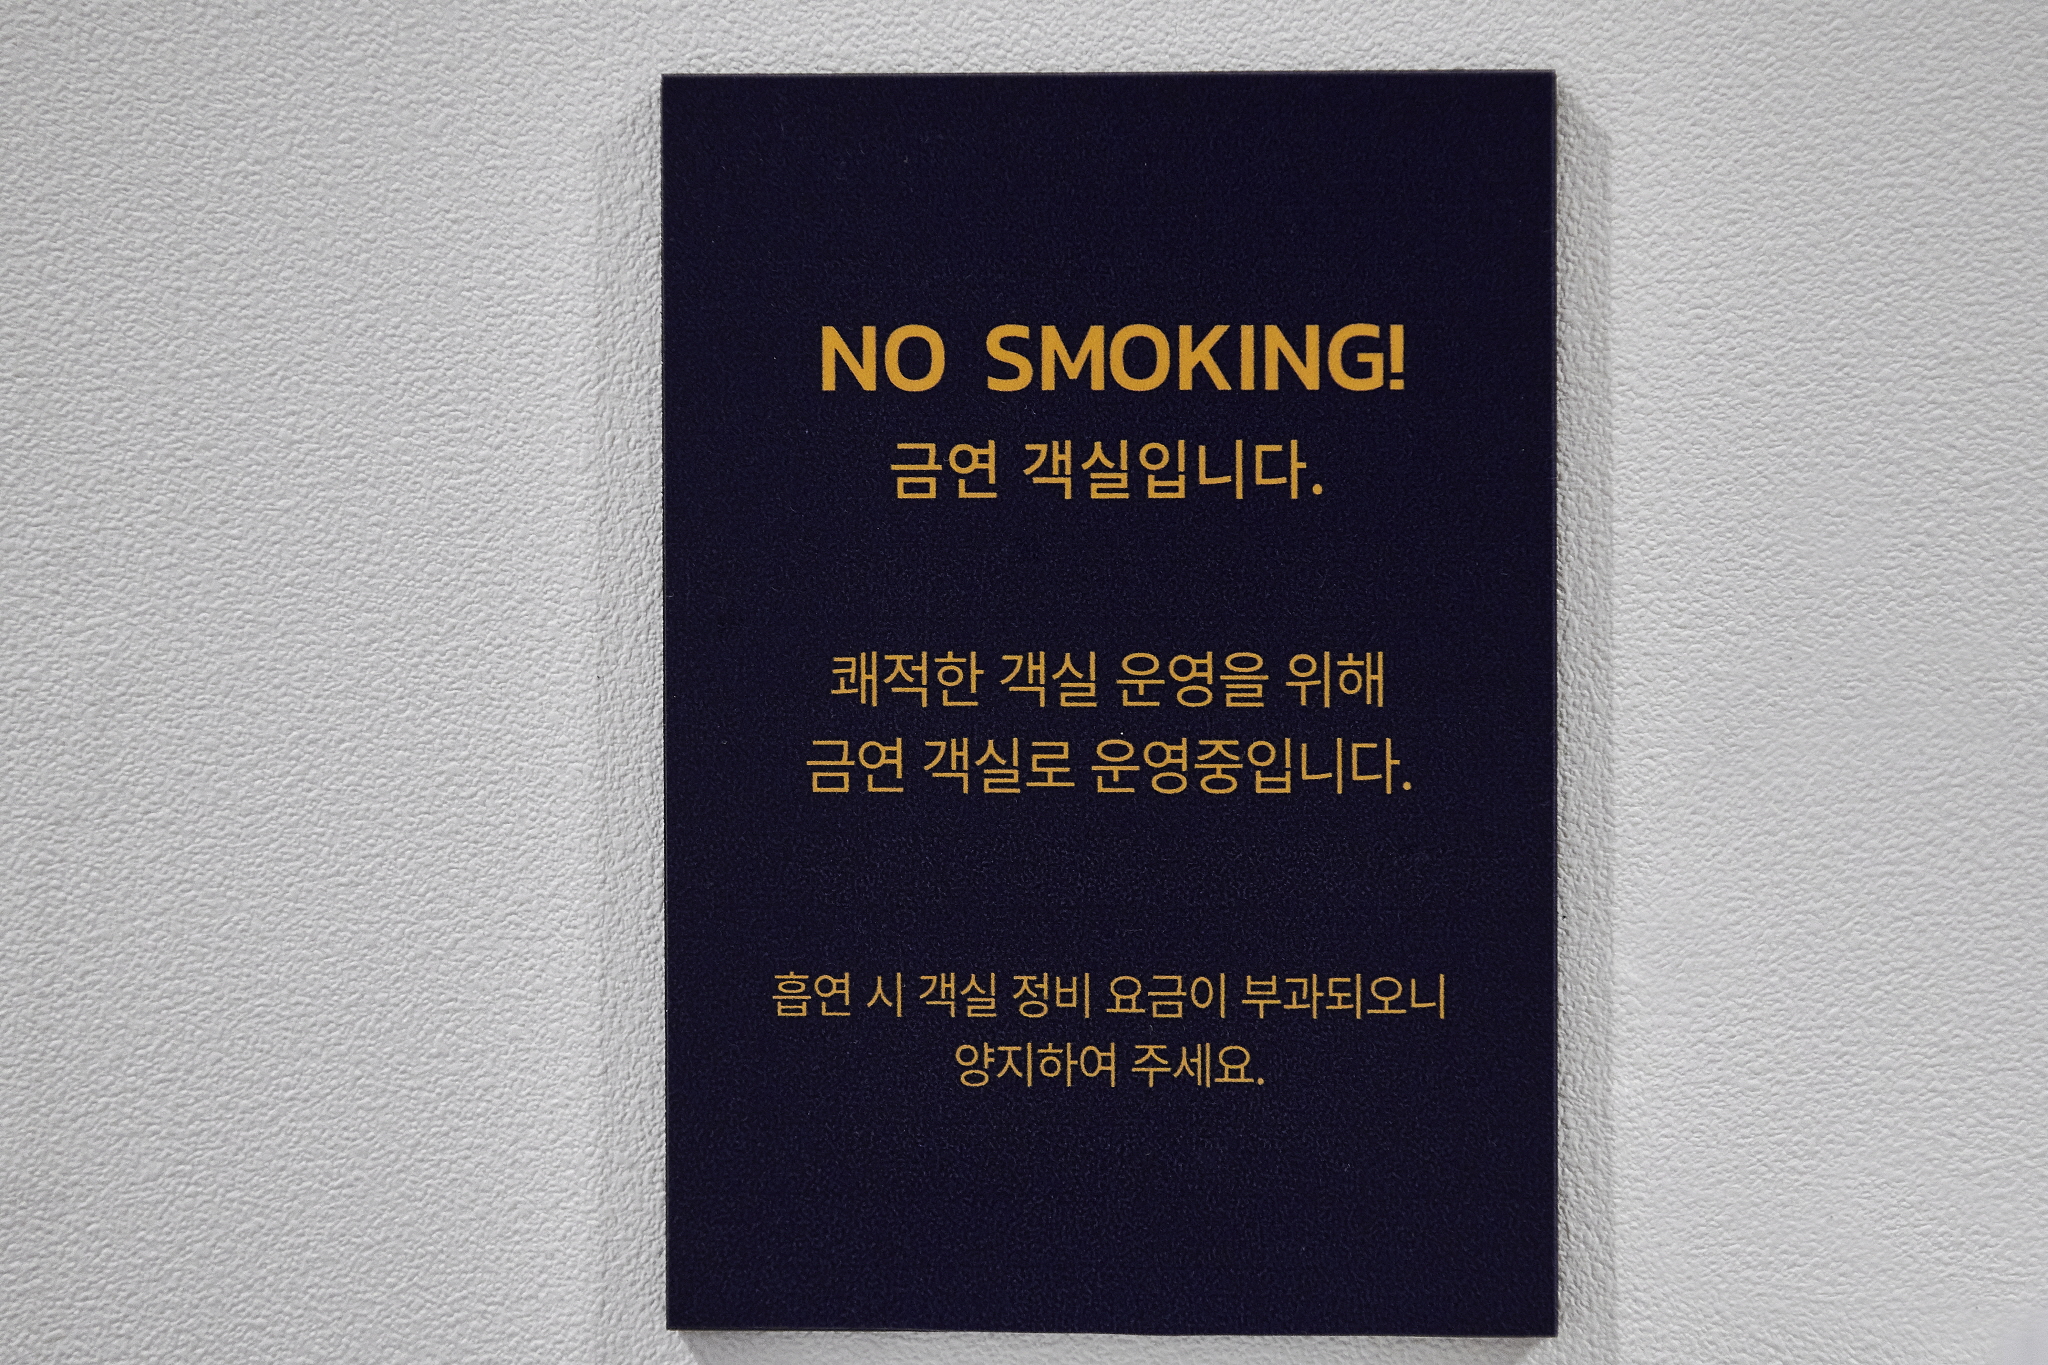 NO SMOKING!
금연 객실입니다.
쾌적한 객실 운영을 위해
금연 객실로 운영중입니다.
흡연 시 객실 정비 요금이 부과되오니
양지하여 주세요.